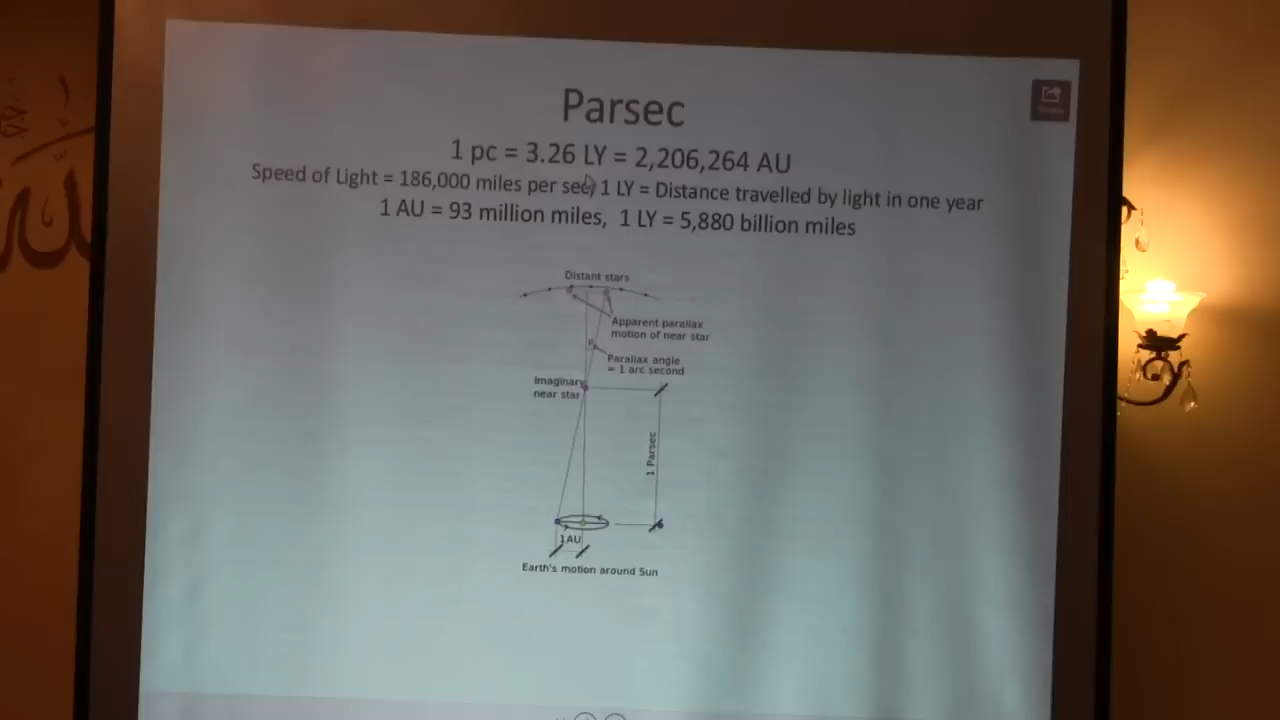 Parsec
1 pc = 3.26 LY = 2,206,264 AU
Speed of Light = 186,000 miles per sec, 1 LY = Distance travelled by light in one year
1 AU = 93 million miles, 1 LY = 5,880 billion miles
Distant stars
Apparent parallax
motion of near star
Parallax angle
= 1 arc second
Imaginary
near star
1 Parsec
1AU
Earth's motion around Sun